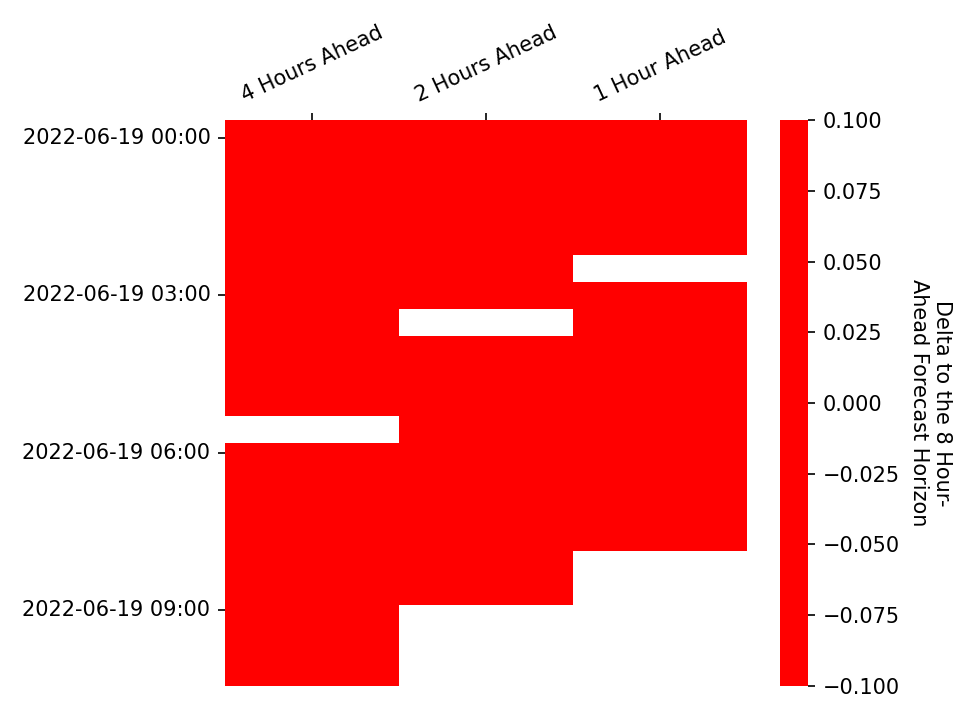 4 Hours Ahead
2 Hours Ahead
1 Hour Ahead
2022-06-19 00:00
2022-06-19 03:00
2022-06-19 06:00
2022-06-19 09:00
0.100
0.075
0.050
0.025
0.000
−0.025
−0.050
−0.075
−0.100
Delta to the 8 Hour-
Ahead Forecast Horizon